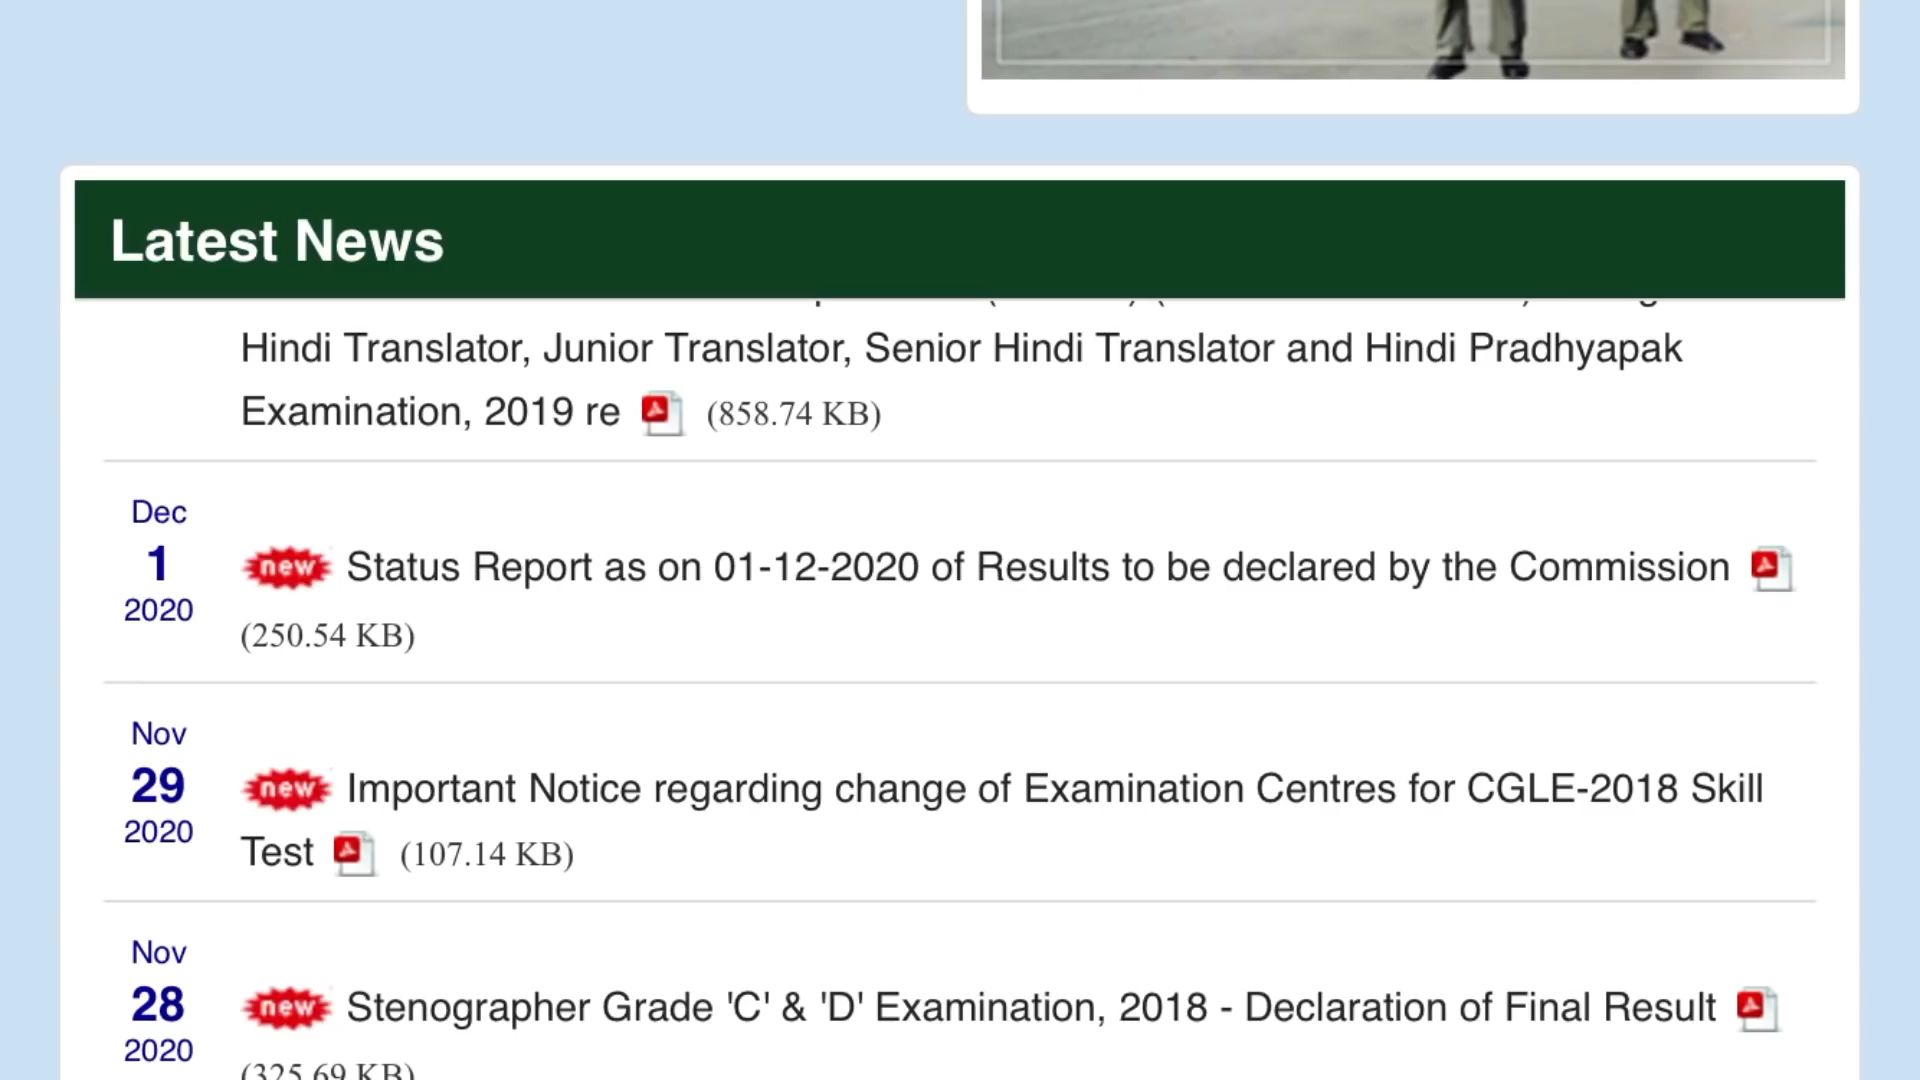 Latest News
Hindi Translator, Junior Translator, Senior Hindi Translator and Hindi Pradhyapak
Examination, 2019 re (858.74 KB)
Dec
1
2020
new Status Report as on 01-12-2020 of Results to be declared by the Commission
(250.54 KB)
Nov
29
2020
new Important Notice regarding change of Examination Centres for CGLE-2018 Skill
Test (107.14 KB)
Nov
28
2020
new Stenographer Grade 'C' & 'D' Examination, 2018 - Declaration of Final Result
(325.69 KB)